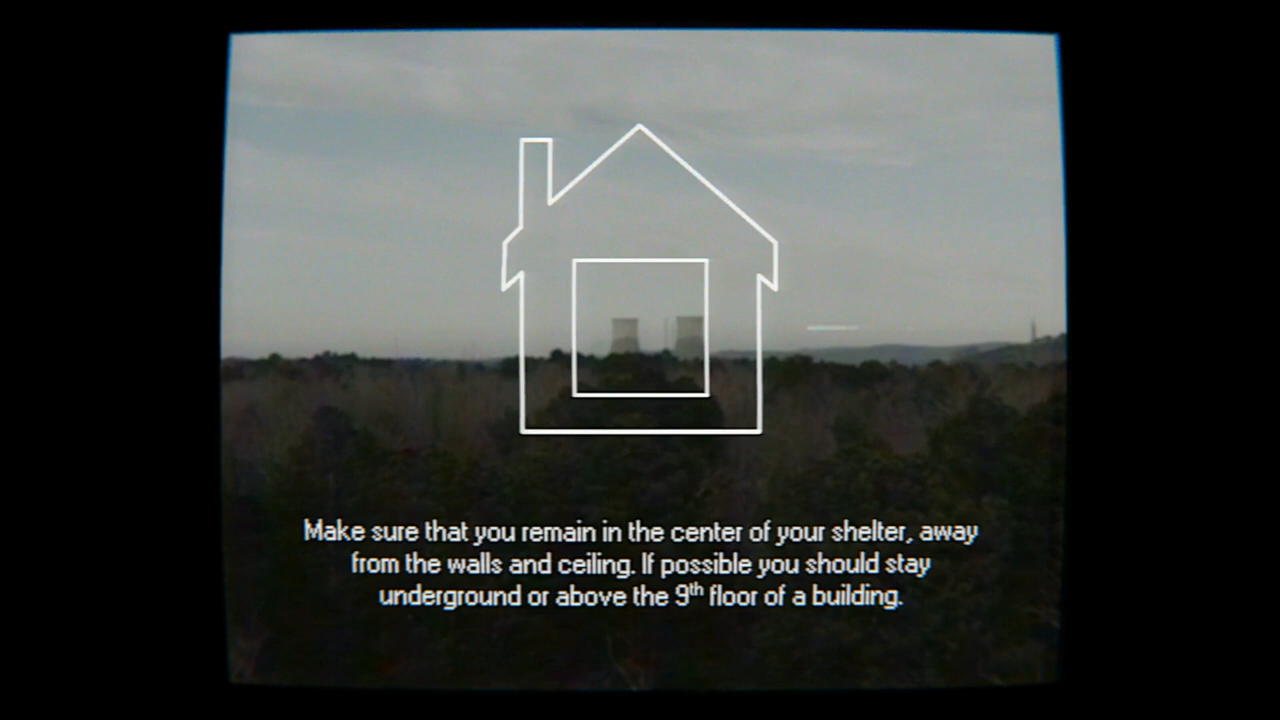 Make sure that you remain in the center of your shelter, away
from the walls and ceiling. If possible you should stay
underground or above the 9th floor of a building.